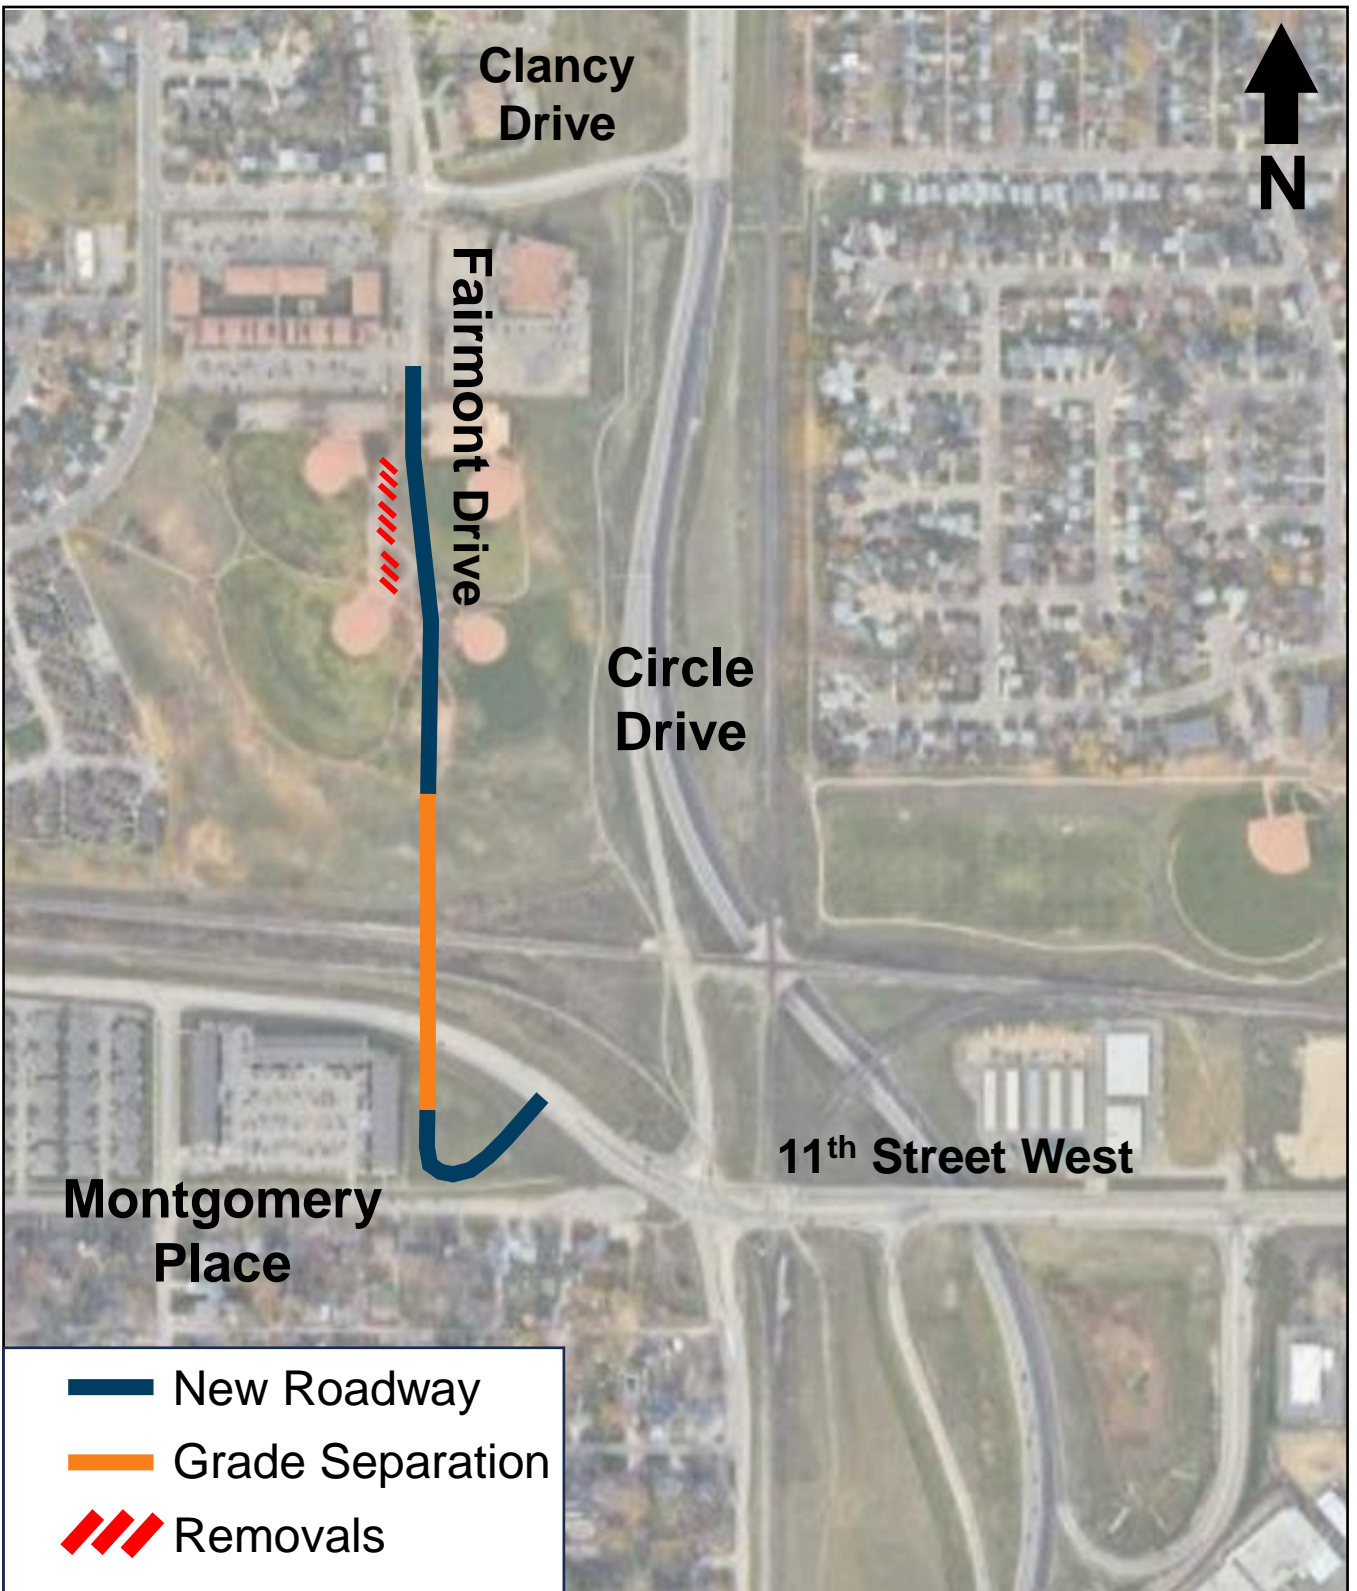 Clancy
Drive
N
Fairmont Drive
Circle
Drive
11th Street West
Montgomery
Place
New Roadway
Grade Separation
Removals